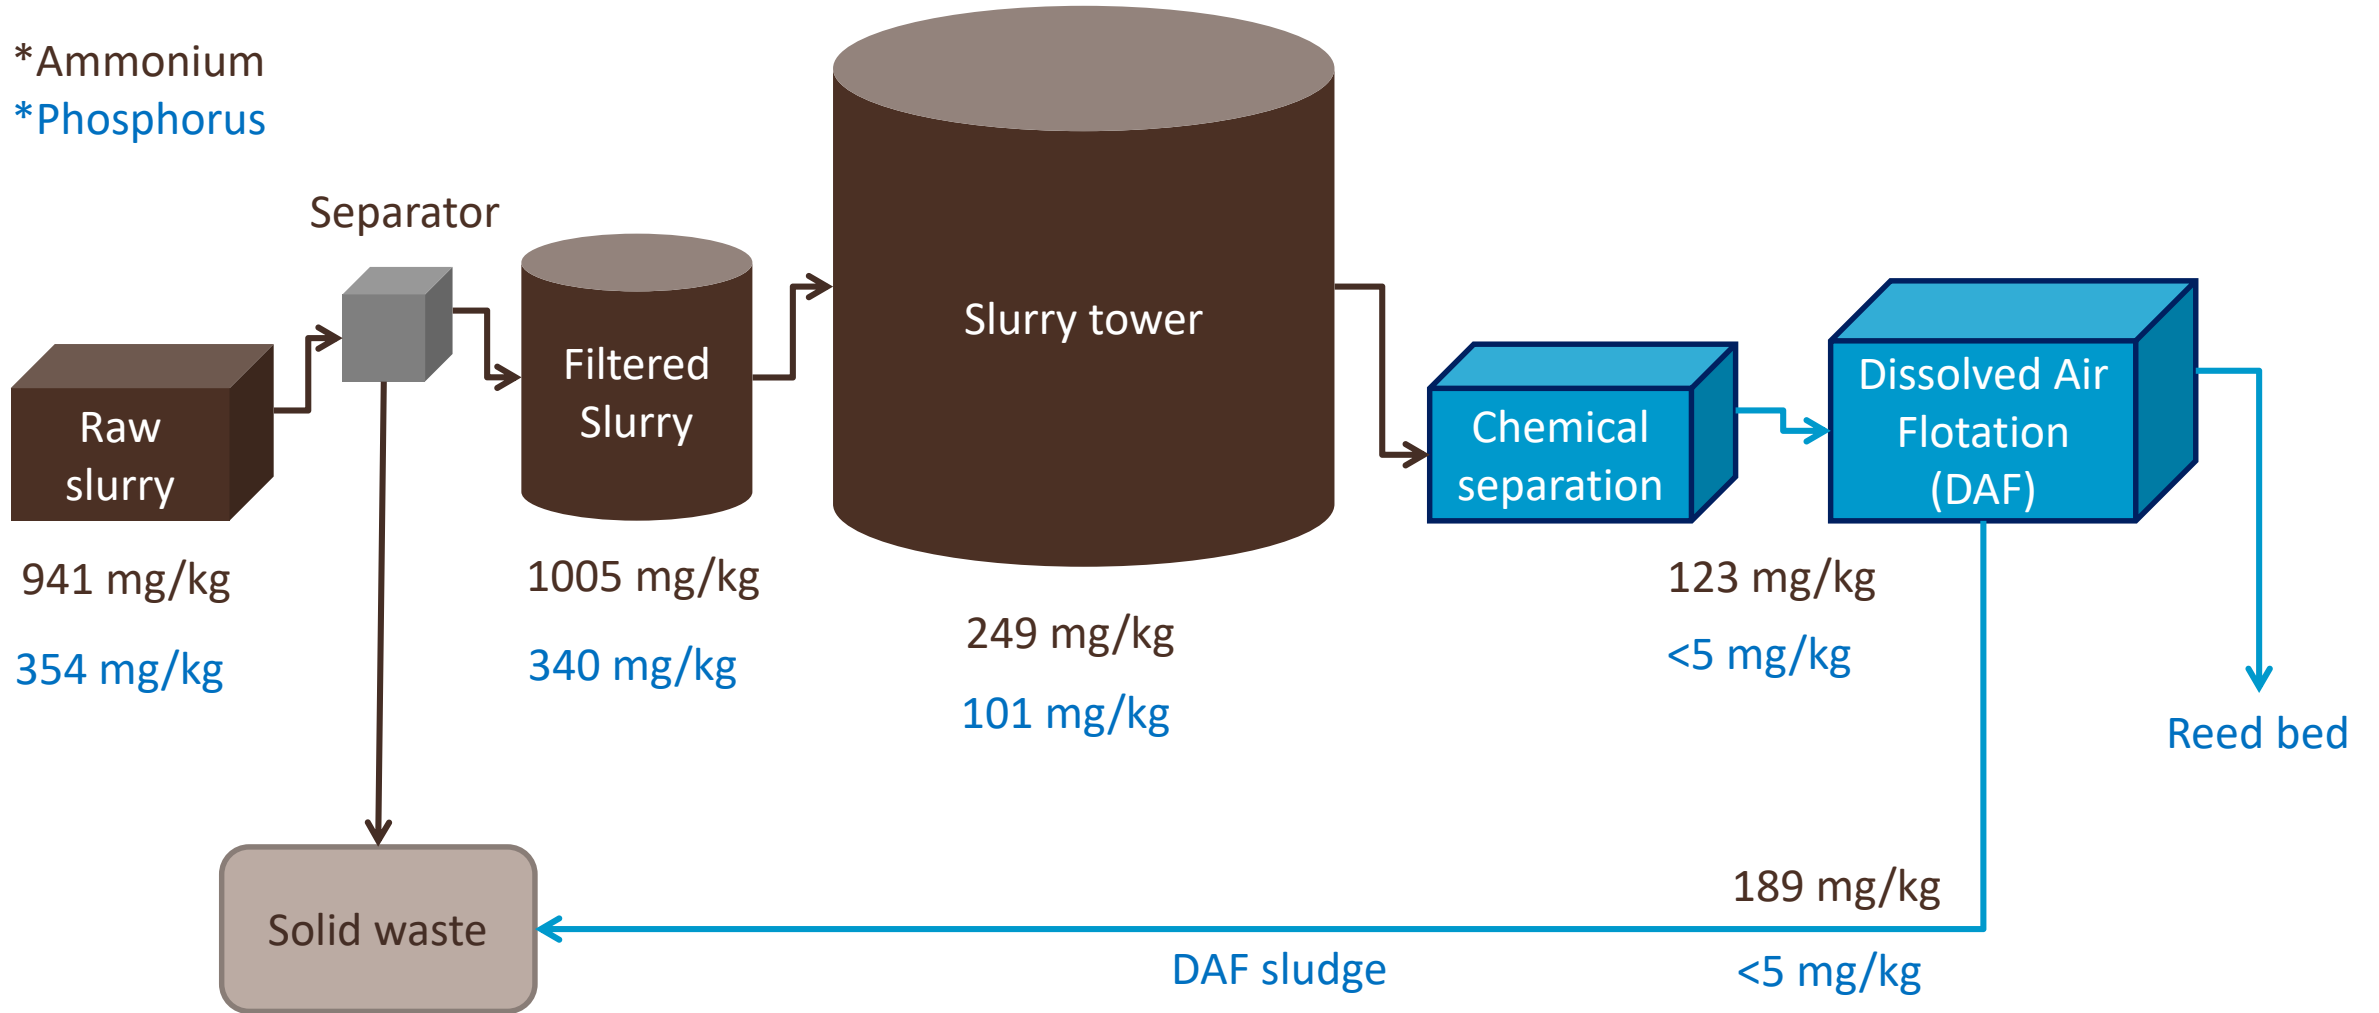 *Ammonium
*Phosphorus
Separator
Raw
slurry
Filtered
Slurry
Slurry tower
Chemical
separation
Dissolved Air
Flotation
(DAF)
941 mg/kg
354 mg/kg
1005 mg/kg
340 mg/kg
249 mg/kg
101 mg/kg
123 mg/kg
<5 mg/kg
Reed bed
Solid waste
DAF sludge
189 mg/kg
<5 mg/kg